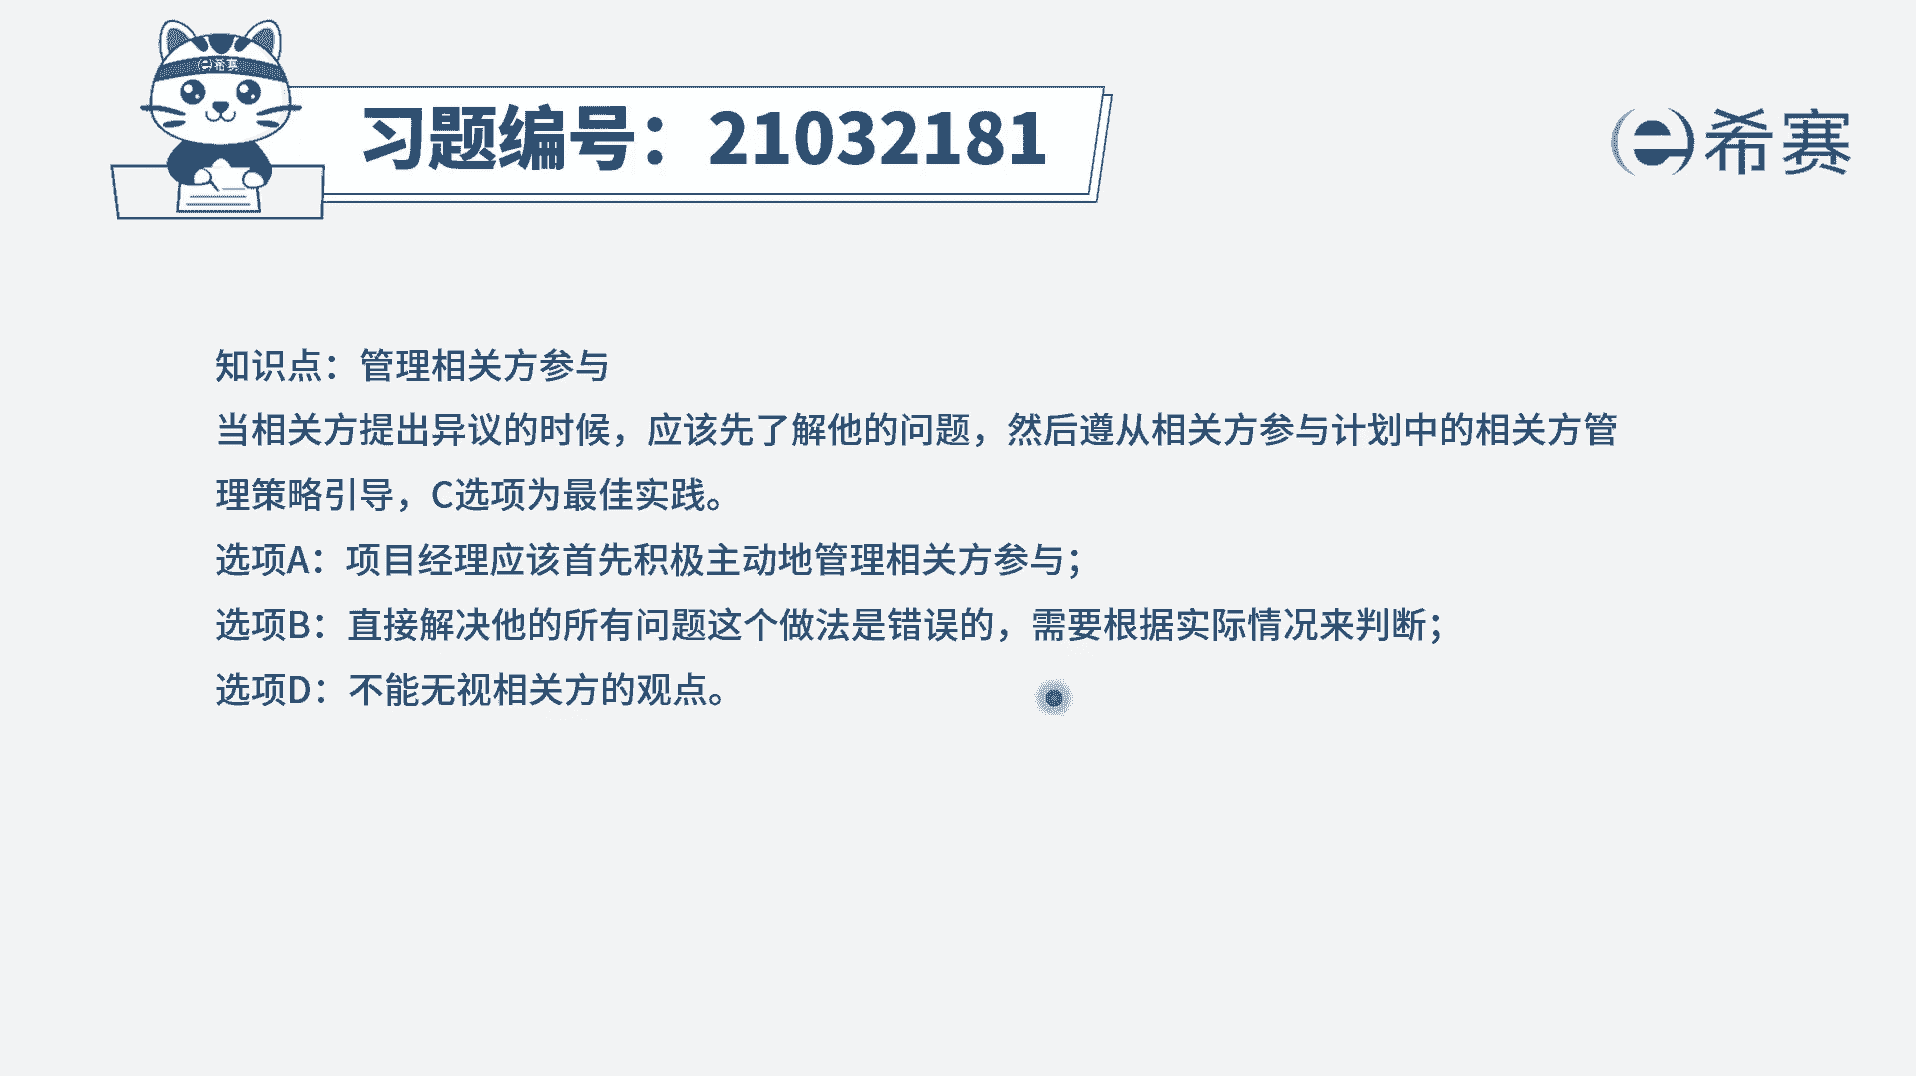 希赛
习题编号：21032181
希赛
知识点：管理相关方参与
当相关方提出异议的时候，应该先了解他的问题，然后遵从相关方参与计划中的相关方管
理策略引导，C选项为最佳实践。
选项A：项目经理应该首先积极主动地管理相关方参与；
选项B：直接解决他的所有问题这个做法是错误的，需要根据实际情况来判断；
选项D：不能无视相关方的观点。